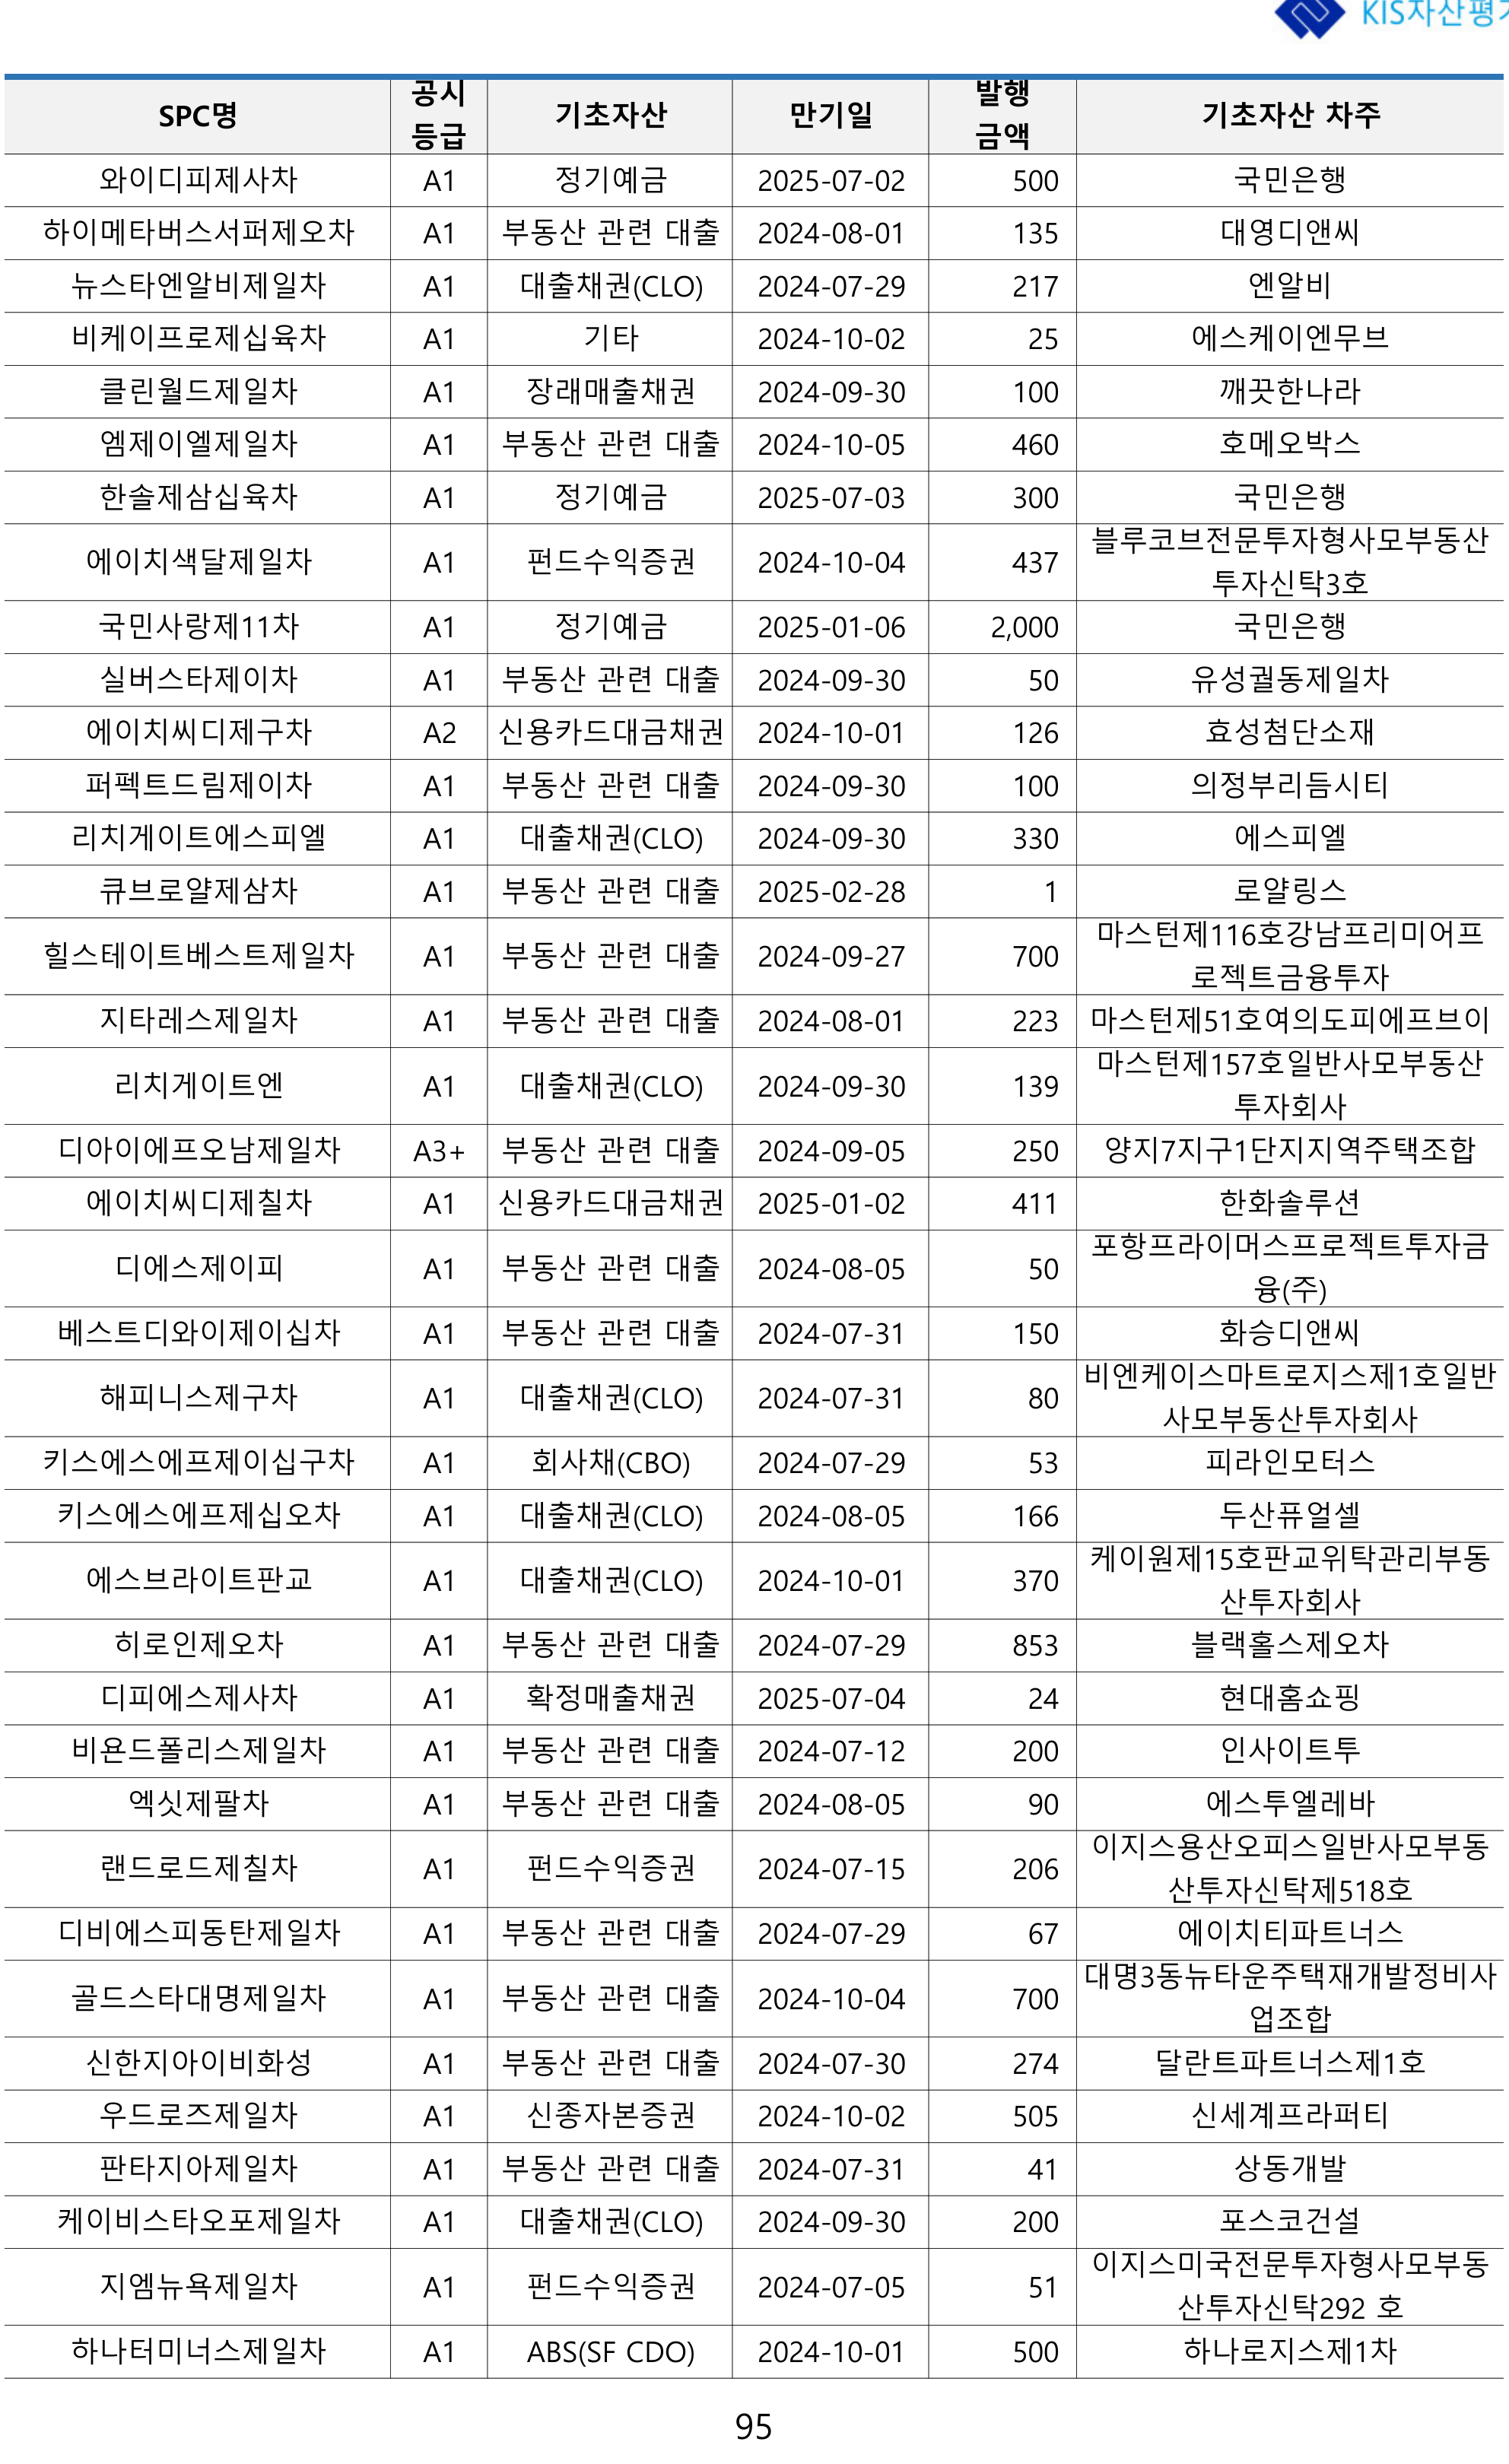 KIS자산평가
SPC명 공시 등급 기초자산 만기일 발행 금액 기초자산 차주
와이디피제사차 A1 정기예금 2025-07-02 500 국민은행
하이메타버스서퍼제오차 A1 부동산 관련 대출 2024-08-01 135 대영디앤씨
뉴스타엔알비제일차 A1 대출채권(CLO) 2024-07-29 217 엔알비
비케이프로제십육차 A1 기타 2024-10-02 25 에스케이엔무브
클린월드제일차 A1 장래매출채권 2024-09-30 100 깨끗한나라
엠제이엘제일차 A1 부동산 관련 대출 2024-10-05 460 호메오박스
한솔제삼십육차 A1 정기예금 2025-07-03 300 국민은행
에이치색달제일차 A1 펀드수익증권 2024-10-04 437 블루코브전문투자형사모부동산
투자신탁3호
국민사랑제11차 A1 정기예금 2025-01-06 2,000 국민은행
실버스타제이차 A1 부동산 관련 대출 2024-09-30 50 유성궐동제일차
에이치씨디제구차 A2 신용카드대금채권 2024-10-01 126 효성첨단소재
퍼펙트드림제이차 A1 부동산 관련 대출 2024-09-30 100 의정부리듬시티
리치게이트에스피엘 A1 대출채권(CLO) 2024-09-30 330 에스피엘
큐브로얄제삼차 A1 부동산 관련 대출 2025-02-28 1 로얄링스
힐스테이트베스트제일차 A1 부동산 관련 대출 2024-09-27 700 마스턴제116호강남프리미어프
로젝트금융투자
지타레스제일차 A1 부동산 관련 대출 2024-08-01 223 마스턴제51호여의도피에프브이
리치게이트엔 A1 대출채권(CLO) 2024-09-30 139 마스턴제157호일반사모부동산
투자회사
디아이에프오남제일차 A3+ 부동산 관련 대출 2024-09-05 250 양지7지구1단지지역주택조합
에이치씨디제칠차 A1 신용카드대금채권 2025-01-02 411 한화솔루션
디에스제이피 A1 부동산 관련 대출 2024-08-05 50 포항프라이머스프로젝트투자금
융(주)
베스트디와이제이십차 A1 부동산 관련 대출 2024-07-31 150 화승디앤씨
해피니스제구차 A1 대출채권(CLO) 2024-07-31 80 비엔케이스마트로지스제1호일반
사모부동산투자회사
키스에스에프제이십구차 A1 회사채(CBO) 2024-07-29 53 피라인모터스
키스에스에프제십오차 A1 대출채권(CLO) 2024-08-05 166 두산퓨얼셀
에스브라이트판교 A1 대출채권(CLO) 2024-10-01 370 케이원제15호판교위탁관리부동
산투자회사
히로인제오차 A1 부동산 관련 대출 2024-07-29 853 블랙홀스제오차
디피에스제사차 A1 확정매출채권 2025-07-04 24 현대홈쇼핑
비욘드폴리스제일차 A1 부동산 관련 대출 2024-07-12 200 인사이트투
엑싯제팔차 A1 부동산 관련 대출 2024-08-05 90 에스투엘레바
랜드로드제칠차 A1 펀드수익증권 2024-07-15 206 이지스용산오피스일반사모부동
산투자신탁제518호
디비에스피동탄제일차 A1 부동산 관련 대출 2024-07-29 67 에이치티파트너스
골드스타대명제일차 A1 부동산 관련 대출 2024-10-04 700 대명3동뉴타운주택재개발정비사
업조합
신한지아이비화성 A1 부동산 관련 대출 2024-07-30 274 달란트파트너스제1호
우드로즈제일차 A1 신종자본증권 2024-10-02 505 신세계프라퍼티
판타지아제일차 A1 부동산 관련 대출 2024-07-31 41 상동개발
케이비스타오포제일차 A1 대출채권(CLO) 2024-09-30 200 포스코건설
지엠뉴욕제일차 A1 펀드수익증권 2024-07-05 51 이지스미국전문투자형사모부동
산투자신탁292 호
하나터미너스제일차 A1 ABS(SF CDO) 2024-10-01 500 하나로지스제1차
95